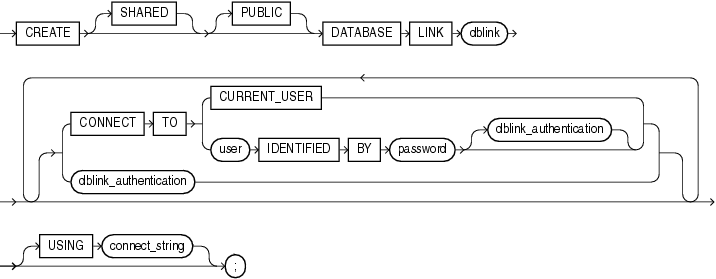 SHARED PUBLIC
CREATE DATABASE LINK dblink
CURRENT_USER
CONNECT TO
dblink_authentication
user IDENTIFIED BY password
dblink_authentication
USING connect_string
;